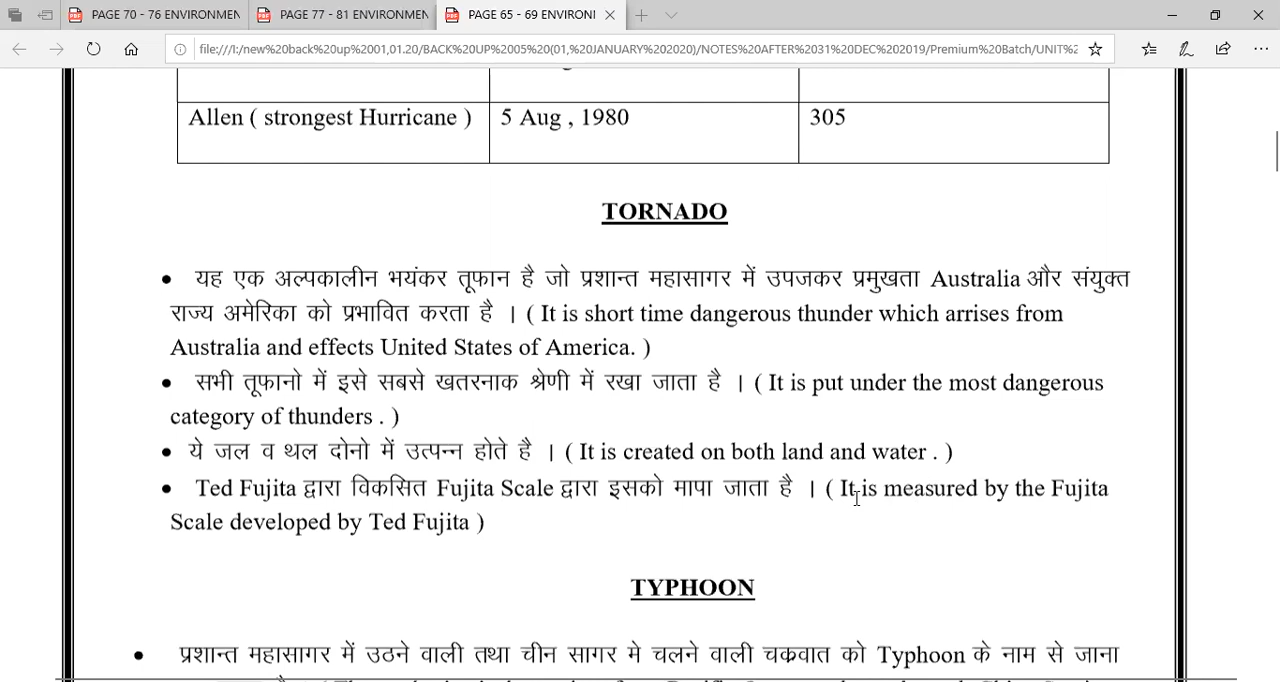 PAGE 70 - 76 ENVIRONMEN
PAGE 77 - 81 ENVIRONMEN
PAGE 65 - 69 ENVIRONI
file:///I:/new%20back%20up%2001,01.20/BACK%20UP%2005%20(01,%20JANUARY%202020)/NOTES%20AFTER%2031%20DEC%202019/Premium%20Batch/UNIT%2
Allen ( strongest Hurricane ) 5 Aug , 1980 305
TORNADO
• यह एक अल्पकालीन भयंकर तूफान है जो प्रशान्त महासागर में उपजकर प्रमुखता Australia और संयुक्त
राज्य अमेरिका को प्रभावित करता है । ( It is short time dangerous thunder which arrises from
Australia and effects United States of America. )
• सभी तूफानो में इसे सबसे खतरनाक श्रेणी में रखा जाता है । ( It is put under the most dangerous
category of thunders . )
• ये जल व थल दोनो में उत्पन्न होते है । ( It is created on both land and water . )
• Ted Fujita द्वारा विकसित Fujita Scale द्वारा इसको मापा जाता है । ( It is measured by the Fujita
Scale developed by Ted Fujita )
TYPHOON
• प्रशान्त महासागर में उठने वाली तथा चीन सागर मे चलने वाली चक्रवात को Typhoon के नाम से जाना